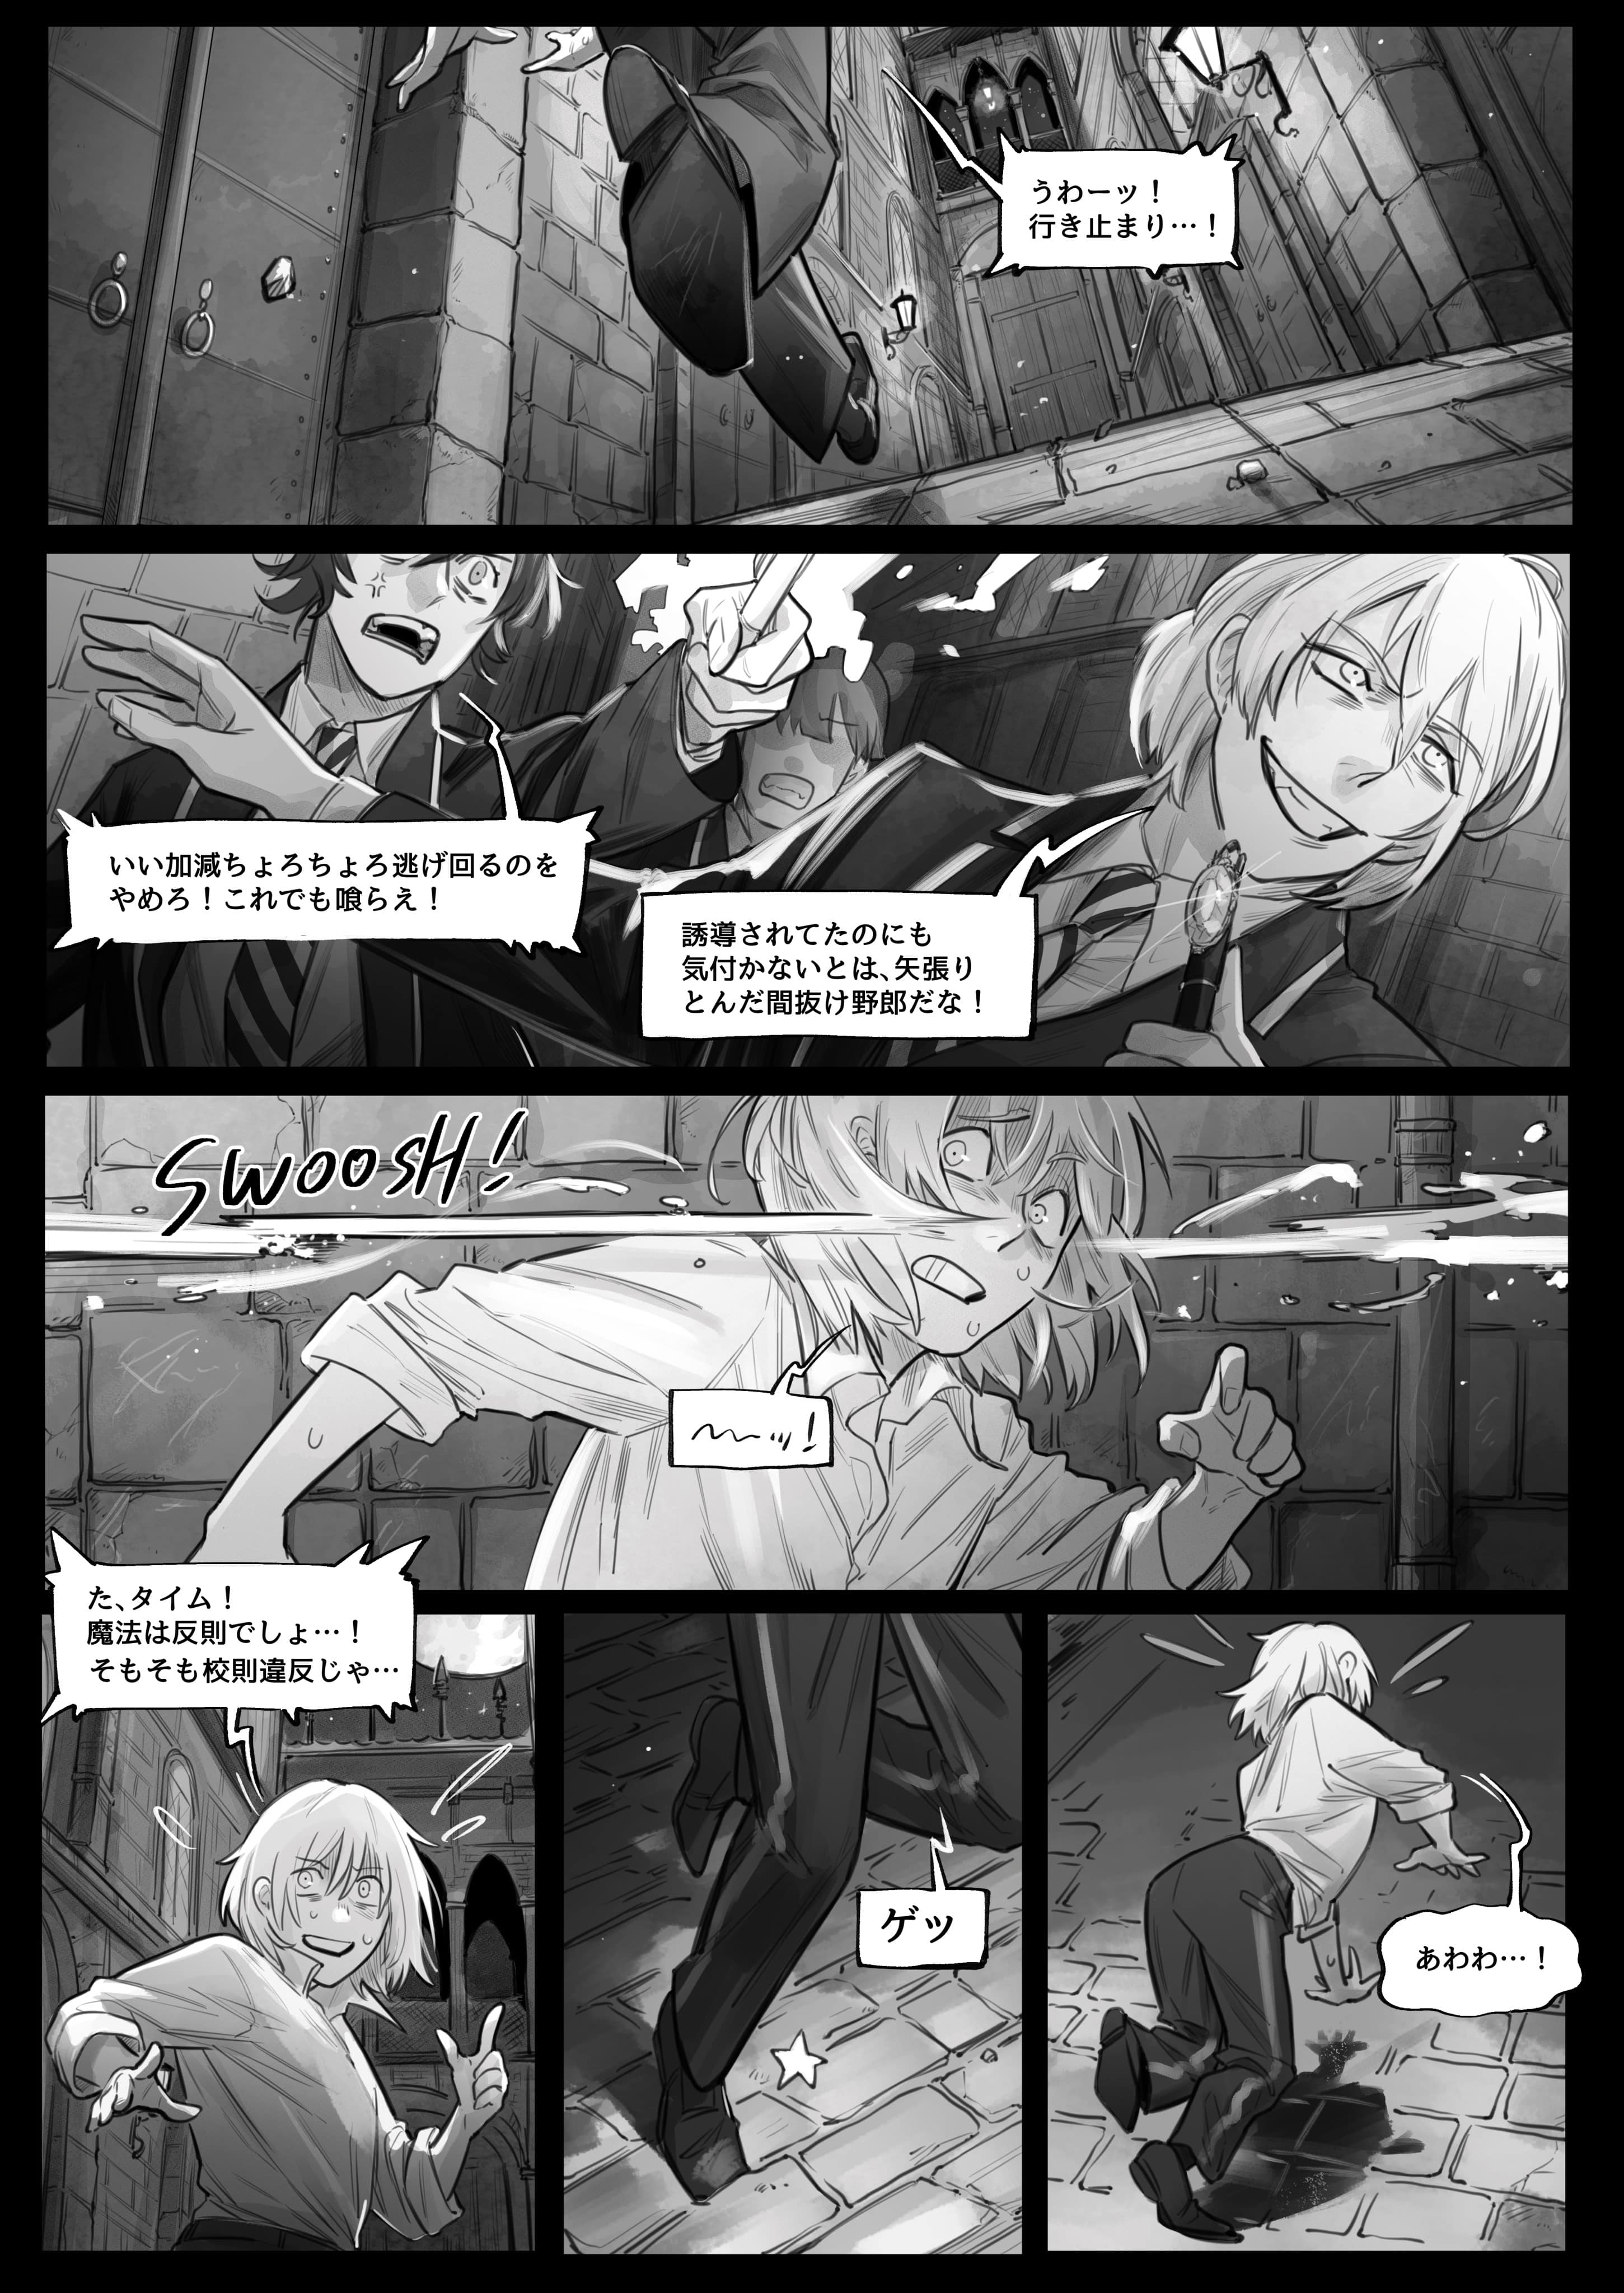 うわーッ！
行き止まり…！
いい加減ちょろちょろ逃げ回るのを
やめろ！これでも喰らえ！
誘導されてたのにも
気付かないとは、矢張り
とんだ間抜け野郎だな！
SWOOSH!
〜〜ッ!
た、タイム！
魔法は反則でしょ…！
そもそも校則違反じゃ…
ゲッ
あわわ…！